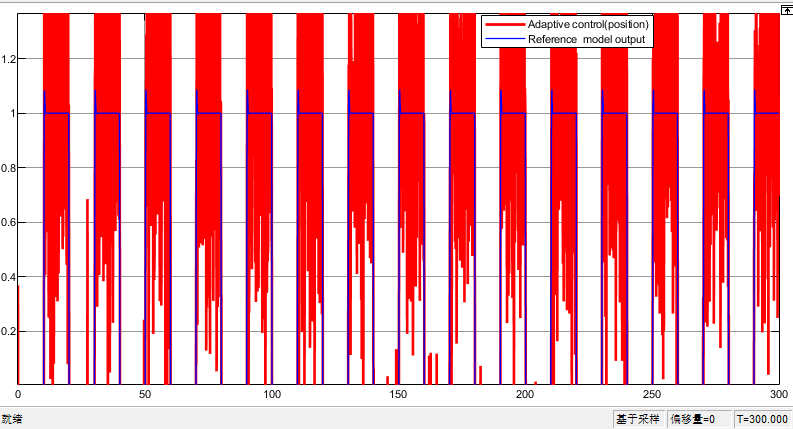 Adaptive control(position)
Reference model output
1.2
1
0.8
0.6
0.4
0.2
0 50 100 150 200 250 300
就绪 基于采样 偏移量=0 T=300.000